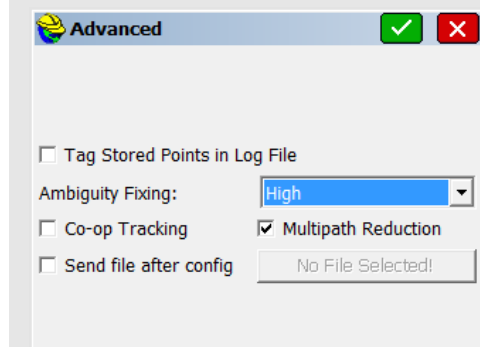 Advanced
Tag Stored Points in Log File
Ambiguity Fixing: High
Co-op Tracking Multipath Reduction
Send file after config No File Selected!